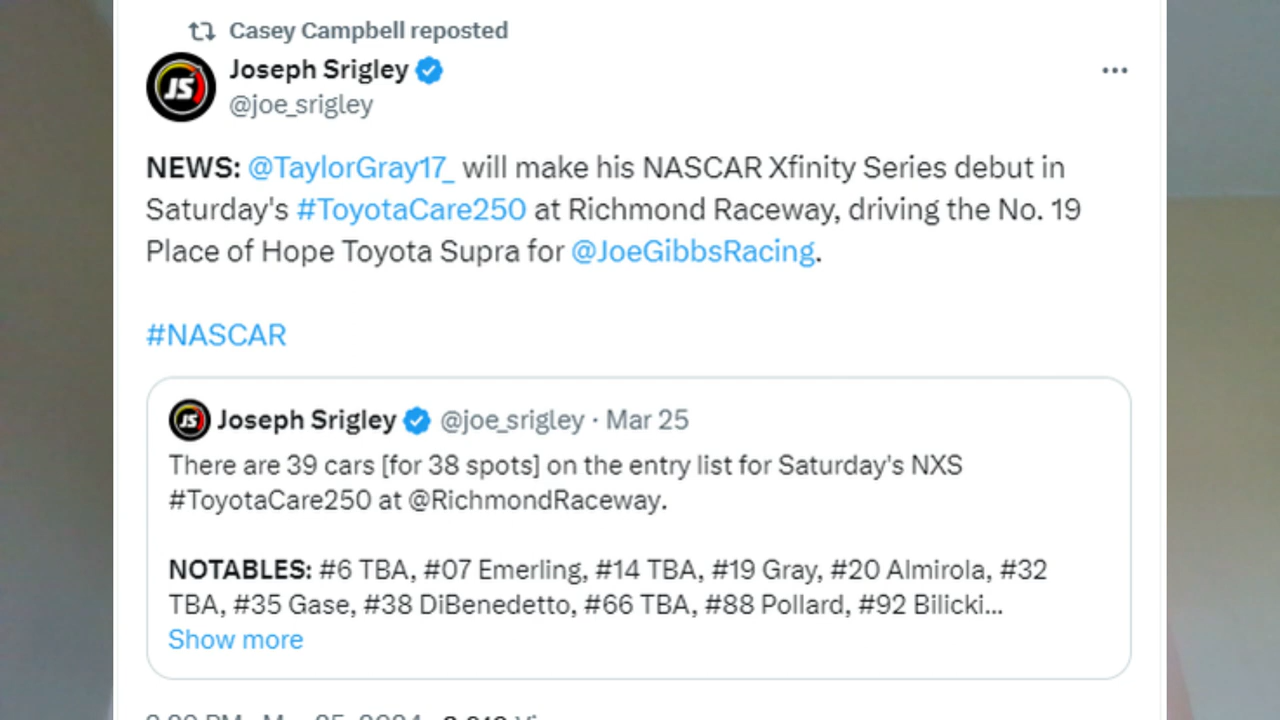 Casey Campbell reposted
Joseph Srigley
@joe_srigley
NEWS: @TaylorGray17_ will make his NASCAR Xfinity Series debut in
Saturday's #ToyotaCare250 at Richmond Raceway, driving the No. 19
Place of Hope Toyota Supra for @JoeGibbsRacing.
#NASCAR
JS Joseph Srigley @joe_srigley · Mar 25
There are 39 cars [for 38 spots] on the entry list for Saturday's NXS
#ToyotaCare250 at @RichmondRaceway.
NOTABLES: #6 TBA, #07 Emerling, #14 TBA, #19 Gray, #20 Almirola, #32
TBA, #35 Gase, #38 DiBenedetto, #66 TBA, #88 Pollard, #92 Bilicki...
Show more